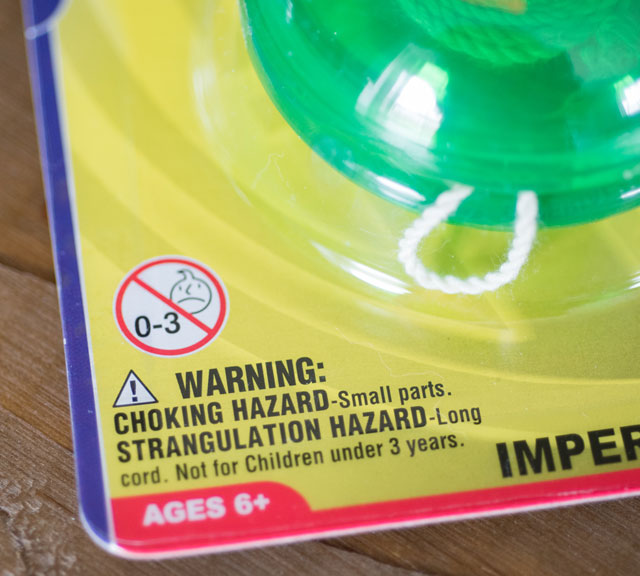 0-3
WARNING:
CHOKING HAZARD-Small parts.
STRANGULATION HAZARD-Long
cord. Not for Children under 3 years.
IMPER
AGES 6+